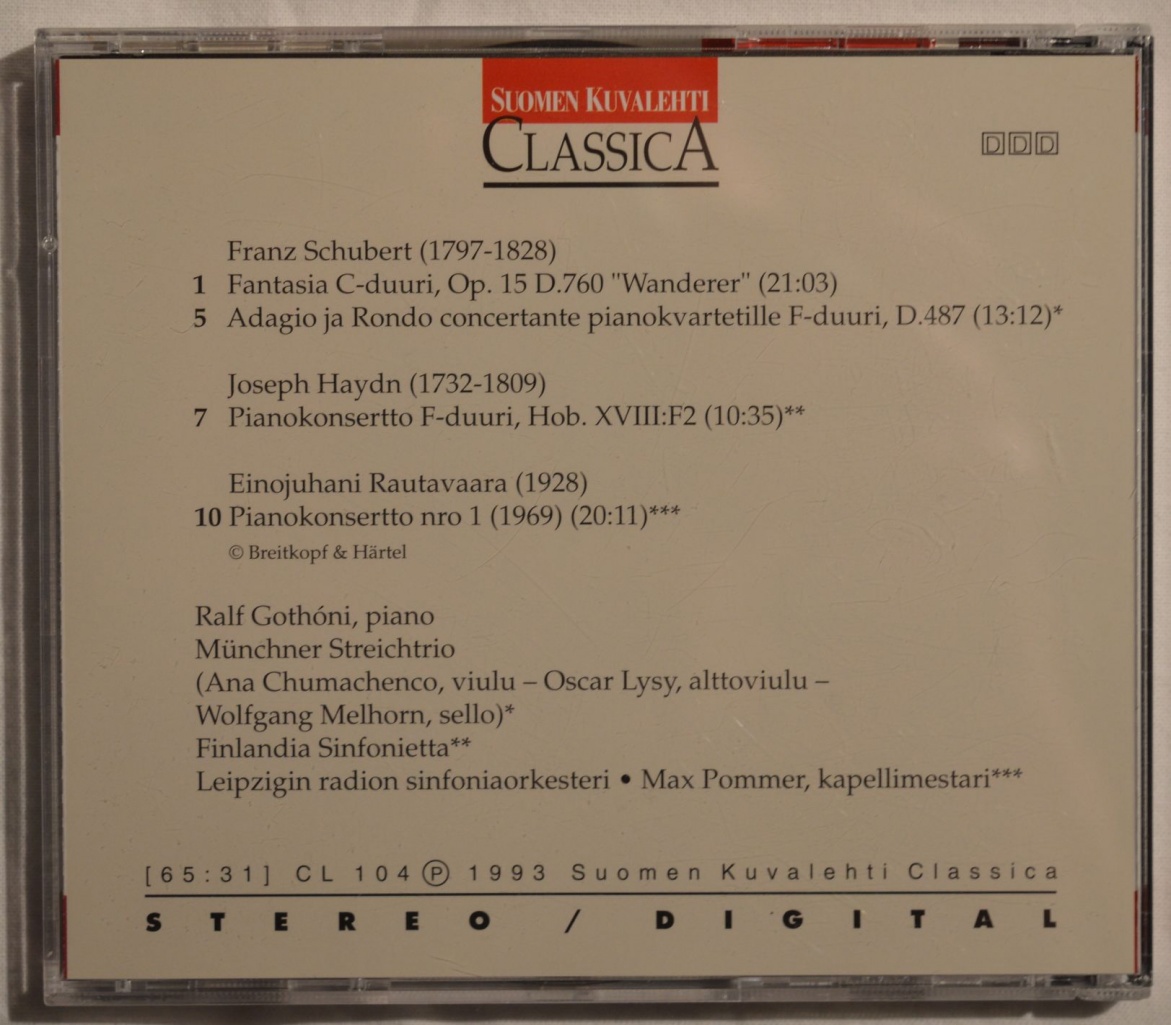 SUOMEN KUVALEHTI
CLASSICA
DDD
Franz Schubert (1797-1828)
1 Fantasia C-duuri, Op. 15 D.760 "Wanderer" (21:03)
5 Adagio ja Rondo concertante pianokvartetille F-duuri, D.487 (13:12)*
Joseph Haydn (1732-1809)
7 Pianokonsertto F-duuri, Hob. XVIII:F2 (10:35)**
Einojuhani Rautavaara (1928)
10 Pianokonsertto nro 1 (1969) (20:11)***
© Breitkopf & Härtel
Ralf Gothóni, piano
Münchner Streichtrio
(Ana Chumachenco, viulu – Oscar Lysy, alttoviulu –
Wolfgang Melhorn, sello)*
Finlandia Sinfonietta**
Leipzigin radion sinfoniaorkesteri • Max Pommer, kapellimestari***
[65:31] CL 104 ℗ 1993 Suomen Kuvalehti Classica
STEREO / DIGITAL